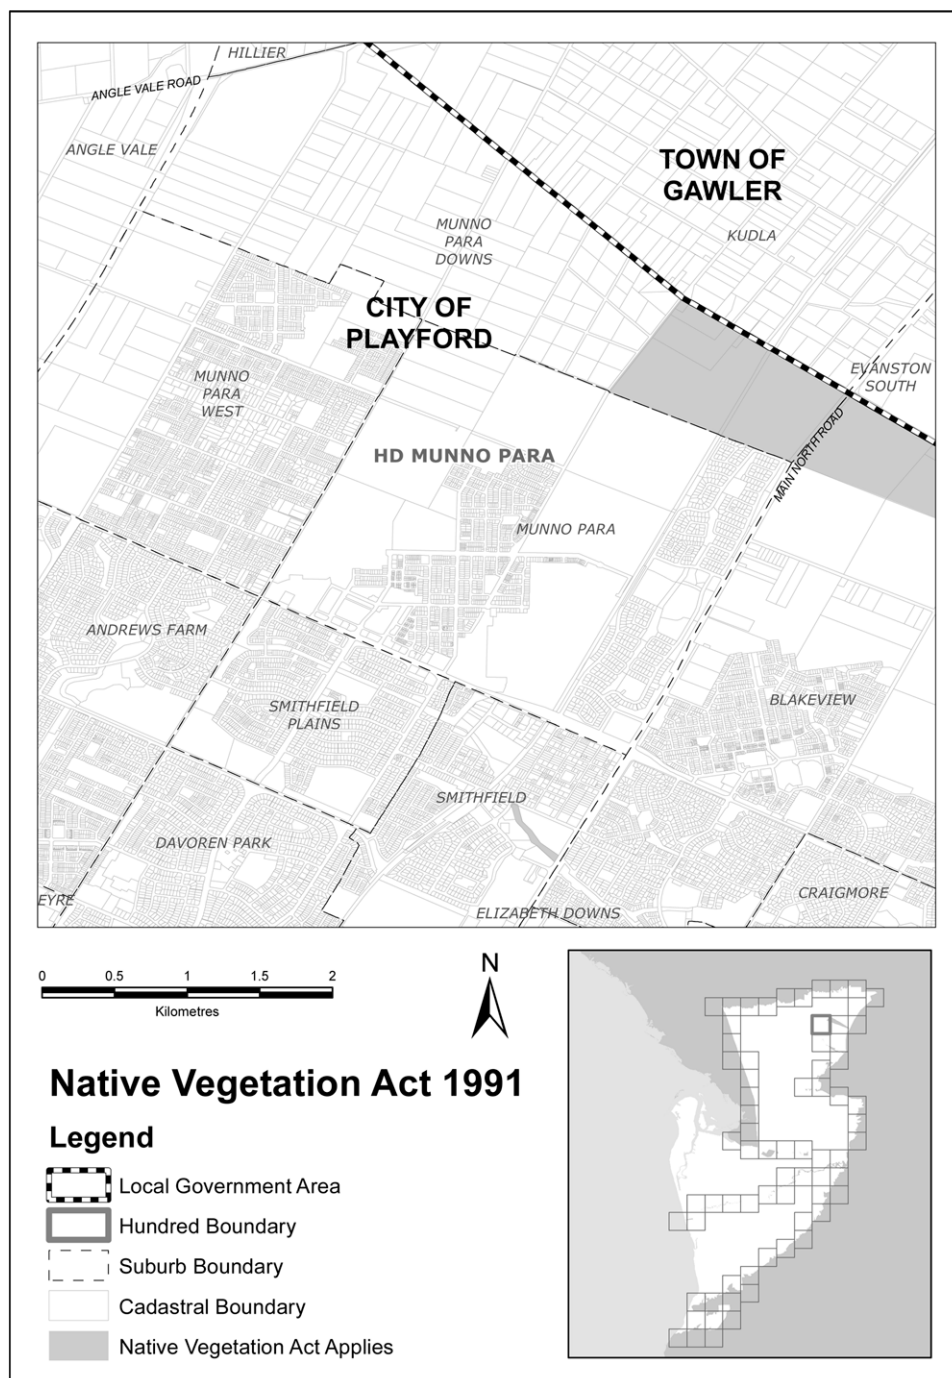 HILLIER
ANGLE VALE ROAD
ANGLE VALE
TOWN OF
GAWLER
MUNNO
PARA
DOWNS
KUDLA
CITY OF
PLAYFORD
MUNNO
PARA
WEST
EVANSTON
SOUTH
MAIN NORTH ROAD
HD MUNNO PARA
MUNNO PARA
ANDREWS FARM
SMITHFIELD
PLAINS
BLAKEVIEW
SMITHFIELD
DAVOREN PARK
CRAIGMORE
EYRE
ELIZABETH DOWNS
0 0.5 1 1.5 2
Kilometres
N
Native Vegetation Act 1991
Legend
Local Government Area
Hundred Boundary
Suburb Boundary
Cadastral Boundary
Native Vegetation Act Applies